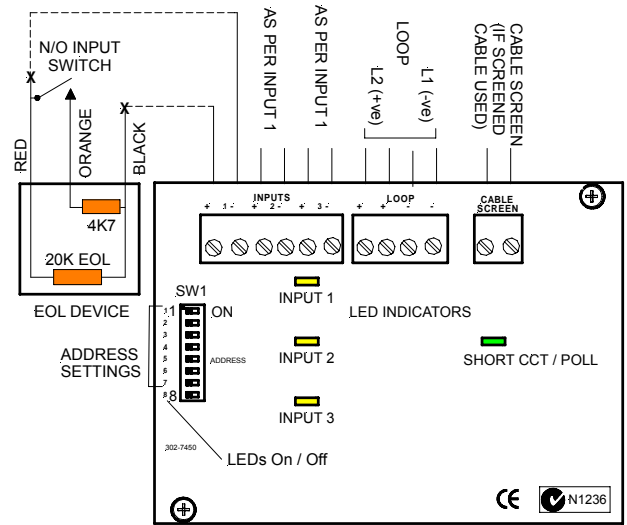 N/O INPUT
SWITCH
RED
ORANGE
BLACK
4K7
20K EOL
EOL DEVICE
AS PER INPUT 1
AS PER INPUT 1
L2 (+ve)
LOOP
L1 (-ve)
CABLE SCREEN
(IF SCREENED
CABLE USED)
INPUTS
+ 1 - + 2 - + 3 -
LOOP
+ + - -
CABLE
SCREEN
SW1
ON
1
1
2
3
4
5
6
7
8
8
ADDRESS
ADDRESS
SETTINGS
LEDs On / Off
INPUT 1
INPUT 2
INPUT 3
LED INDICATORS
SHORT CCT / POLL
302-7450
CE
N1236